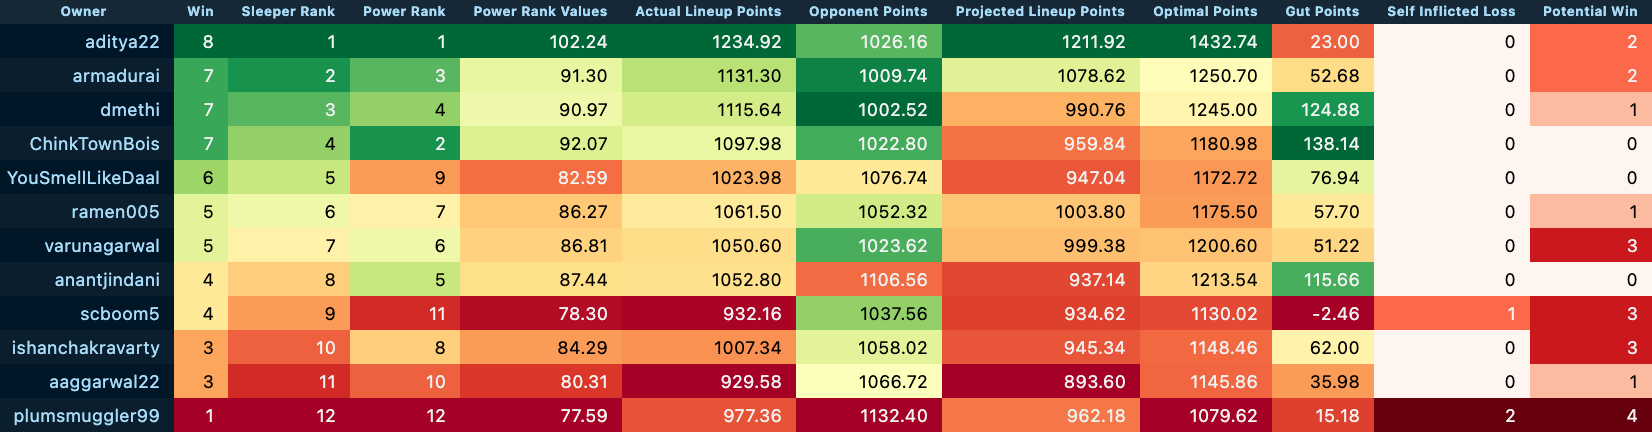 Owner Win Sleeper Rank Power Rank Power Rank Values Actual Lineup Points Opponent Points Projected Lineup Points Optimal Points Gut Points Self Inflicted Loss Potential Win
aditya22 8 1 1 102.24 1234.92 1026.16 1211.92 1432.74 23.00 0 2
armadurai 7 2 3 91.30 1131.30 1009.74 1078.62 1250.70 52.68 0 2
dmethi 7 3 4 90.97 1115.64 1002.52 990.76 1245.00 124.88 0 1
ChinkTownBois 7 4 2 92.07 1097.98 1022.80 959.84 1180.98 138.14 0 0
YouSmellLikeDaal 6 5 9 82.59 1023.98 1076.74 947.04 1172.72 76.94 0 0
ramen005 5 6 7 86.27 1061.50 1052.32 1003.80 1175.50 57.70 0 1
varunagarwal 5 7 6 86.81 1050.60 1023.62 999.38 1200.60 51.22 0 3
anantjindani 4 8 5 87.44 1052.80 1106.56 937.14 1213.54 115.66 0 0
scboom5 4 9 11 78.30 932.16 1037.56 934.62 1130.02 -2.46 1 3
ishanchakravarty 3 10 8 84.29 1007.34 1058.02 945.34 1148.46 62.00 0 3
aaggarwal22 3 11 10 80.31 929.58 1066.72 893.60 1145.86 35.98 0 1
plumsmuggler99 1 12 12 77.59 977.36 1132.40 962.18 1079.62 15.18 2 4